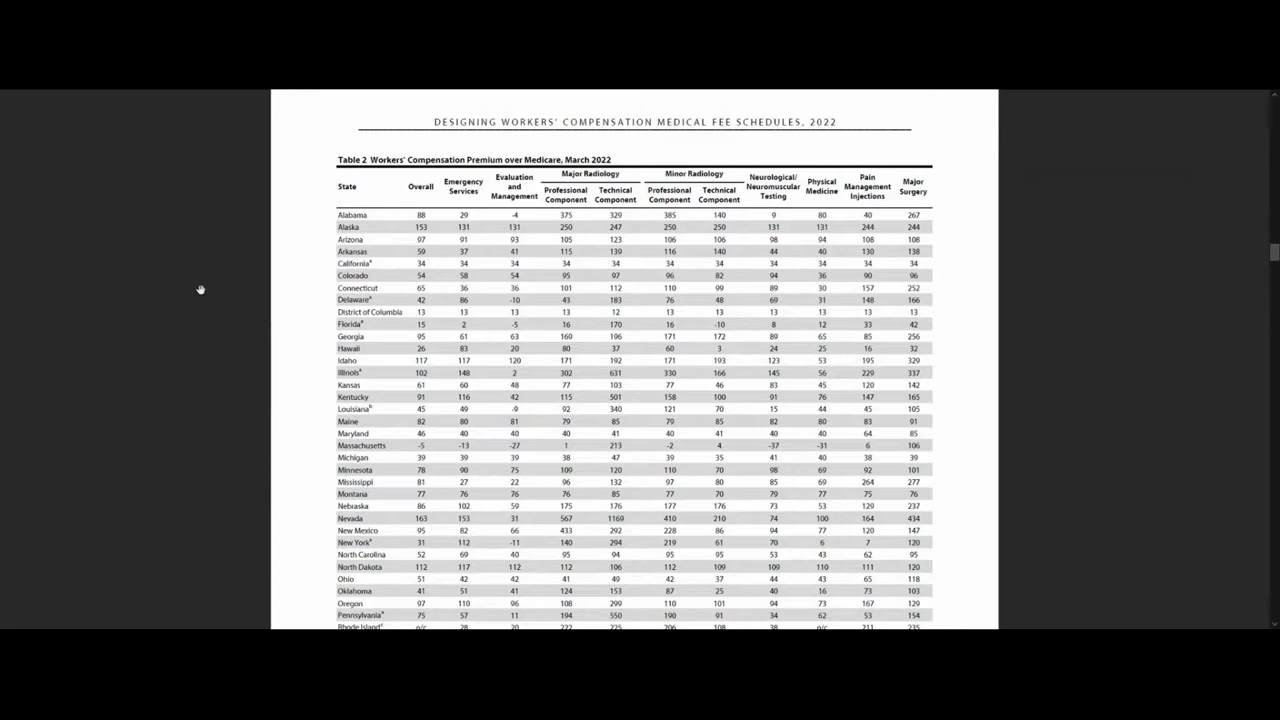 DESIGNING WORKERS' COMPENSATION MEDICAL FEE SCHEDULES, 2022
Table 2 Workers' Compensation Premium over Medicare, March 2022
State Overall Emergency Services Evaluation and Management Major Radiology Professional Component Technical Component Minor Radiology Professional Component Technical Component Neurological/Neuromuscular Testing Physical Medicine Pain Management Injections Major Surgery
Alabama 88 29 -4 375 329 385 140 9 80 40 267
Alaska 153 131 131 250 247 250 250 131 131 244 244
Arizona 97 91 93 105 123 106 106 98 94 108 108
Arkansas 59 37 41 115 139 116 140 44 40 130 138
California a 34 34 34 34 34 34 34 34 34 34 34
Colorado 54 58 54 95 97 96 82 94 36 90 96
Connecticut 65 36 36 101 112 110 99 89 30 157 252
Delaware a 42 86 -10 43 183 76 48 69 31 148 166
District of Columbia 13 13 13 13 12 13 13 13 13 13 13
Florida a 15 2 -5 16 170 16 -10 8 12 33 42
Georgia 95 61 63 169 196 171 172 89 65 85 256
Hawaii 26 83 20 80 37 60 3 24 25 16 32
Idaho 117 117 120 171 192 171 193 123 53 195 329
Illinois a 102 148 2 302 631 330 166 145 56 229 337
Kansas 61 60 48 77 103 77 46 83 45 120 142
Kentucky 91 116 42 115 501 158 100 91 76 147 165
Louisiana b 45 49 -9 92 340 121 70 15 44 45 105
Maine 82 80 81 79 85 79 85 82 80 83 91
Maryland 46 40 40 40 41 40 41 40 40 64 85
Massachusetts -5 -13 -27 1 213 -2 4 -37 -31 6 106
Michigan 39 39 39 38 47 39 35 41 40 38 39
Minnesota 78 90 75 109 120 110 70 98 69 92 101
Mississippi 81 27 22 96 132 97 80 85 69 264 277
Montana 77 76 76 76 85 77 70 79 77 75 76
Nebraska 86 102 59 175 176 177 176 73 53 129 237
Nevada 163 153 31 567 1169 410 210 74 100 164 434
New Mexico 95 82 66 433 292 228 86 94 77 120 147
New York a 31 112 -11 140 294 219 61 70 6 7 120
North Carolina 52 69 40 95 94 95 95 53 43 62 95
North Dakota 112 117 112 112 106 112 109 109 110 111 120
Ohio 51 42 42 41 49 42 37 44 43 65 118
Oklahoma 41 51 41 124 153 87 25 40 16 73 103
Oregon 97 110 96 108 299 110 101 94 73 167 129
Pennsylvania a 75 57 11 194 550 190 91 34 62 53 154
Rhode Island c n/c 28 20 222 225 206 108 38 n/c 211 235